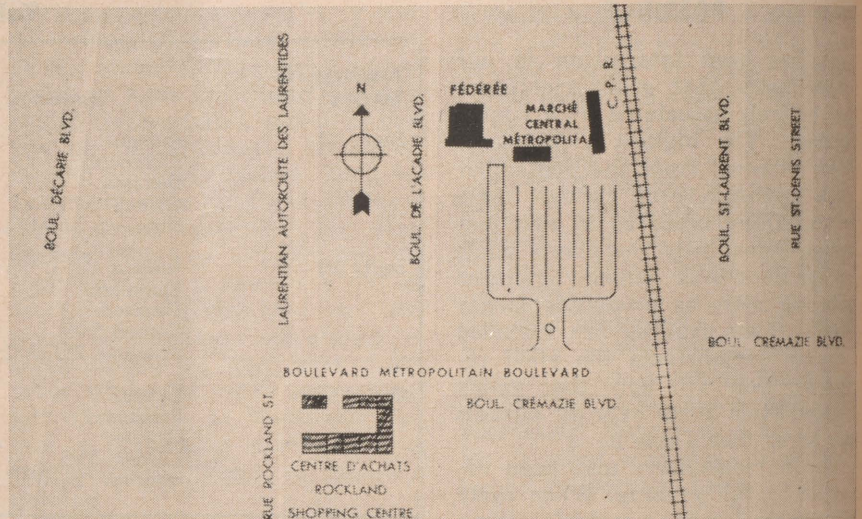 BOUL. DÉCARIE BLVD.
LAURENTIAN AUTOROUTE DES LAURENTIDES
N
BOUL. DE L'ACADIE BLVD.
FÉDÉRÉE
MARCHÉ
CENTRAL
MÉTROPOLITAI
C. P. R.
BOUL. ST-LAURENT BLVD.
RUE ST-DENIS STREET
BOUL. CRÉMAZIE BLVD.
BOULEVARD MÉTROPOLITAIN BOULEVARD
BOUL. CRÉMAZIE BLVD
RUE ROCKLAND ST.
CENTRE D'ACHATS
ROCKLAND
SHOPPING CENTRE